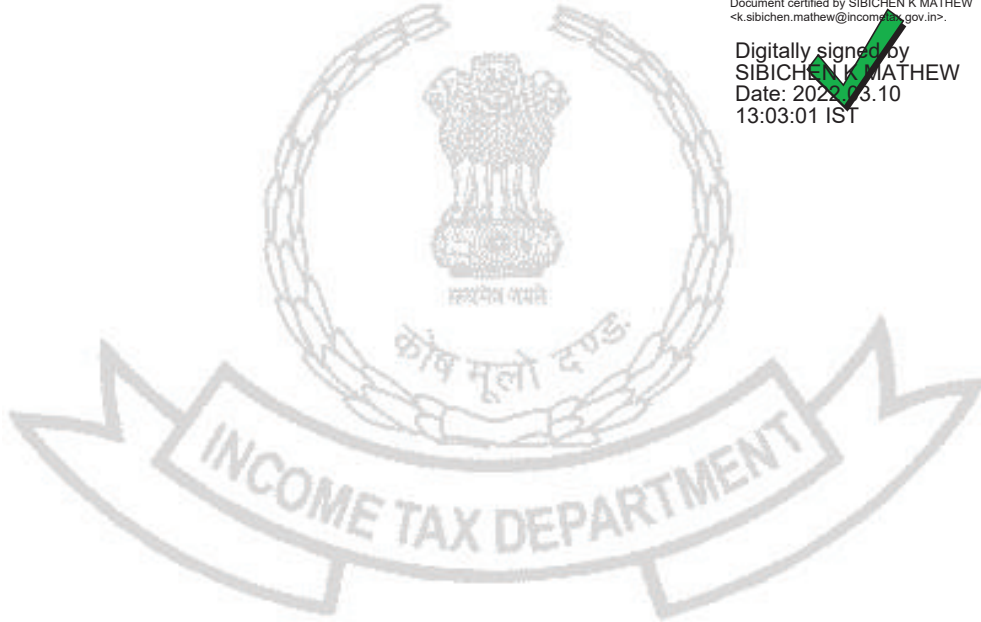 Document certified by SIBICHEN K MATHEW
<k.sibichen.mathew@incometax.gov.in>.
Digitally signed by
SIBICHEN K MATHEW
Date: 2022.03.10
13:03:01 IST
सत्यमेव जयते
कोष मूलो दण्ड:
INCOME TAX DEPARTMENT